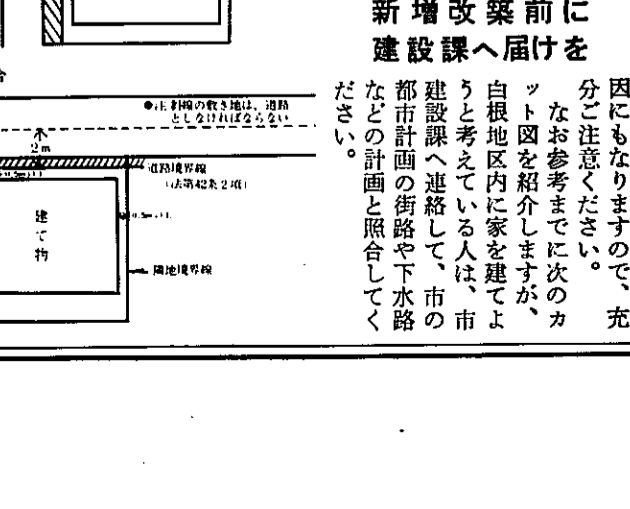 新増改築前に
建設課へ届けを
因にもなりますので、充
分ご注意ください。
なお参考までに次のカ
ット図を紹介しますが、
白根地区内に家を建てよ
うと考えている人は、市
建設課へ連絡して、市の
都市計画の街路や下水路
などの計画と照合してく
ださい。
合
●注 斜線の敷き地は、道路
としなければならない
2m
道路境界線
(法第42条2項)
建て物
隣地境界線